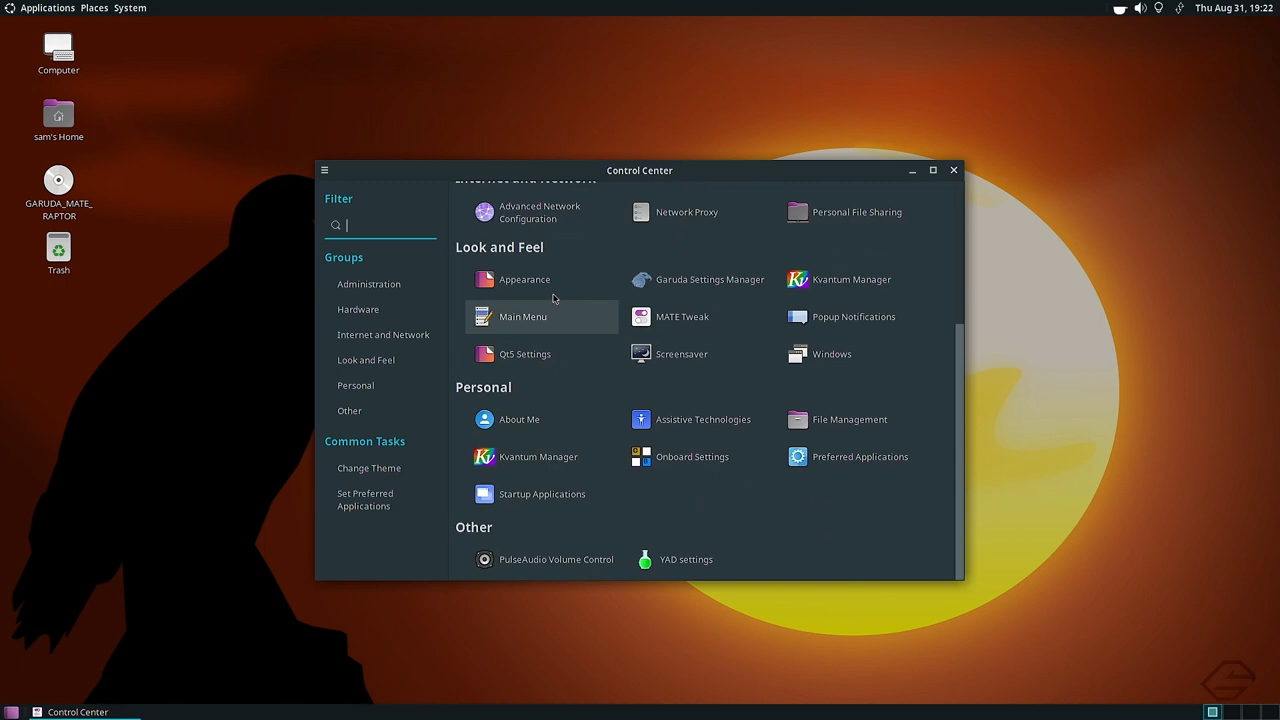 Applications Places System
Thu Aug 31, 19:22
Computer
sam's Home
GARUDA_MATE_
RAPTOR
Trash
Control Center
Filter
Groups
Administration
Hardware
Internet and Network
Look and Feel
Personal
Other
Common Tasks
Change Theme
Set Preferred
Applications
Internet and Network
Advanced Network
Configuration
Network Proxy
Personal File Sharing
Look and Feel
Appearance
Garuda Settings Manager
Kvantum Manager
Main Menu
MATE Tweak
Popup Notifications
Qt5 Settings
Screensaver
Windows
Personal
About Me
Assistive Technologies
File Management
Kvantum Manager
Onboard Settings
Preferred Applications
Startup Applications
Other
PulseAudio Volume Control
YAD settings
Control Center